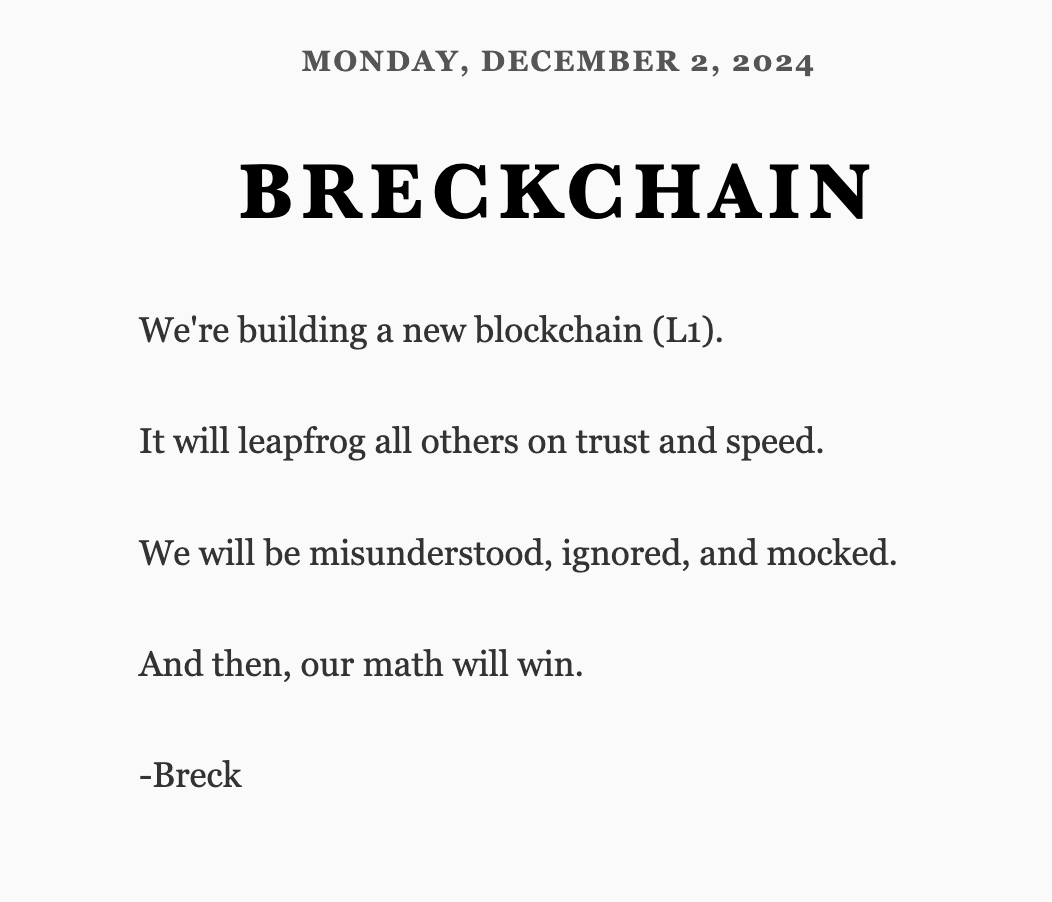 MONDAY, DECEMBER 2, 2024
BRECKCHAIN
We're building a new blockchain (L1).
It will leapfrog all others on trust and speed.
We will be misunderstood, ignored, and mocked.
And then, our math will win.
-Breck